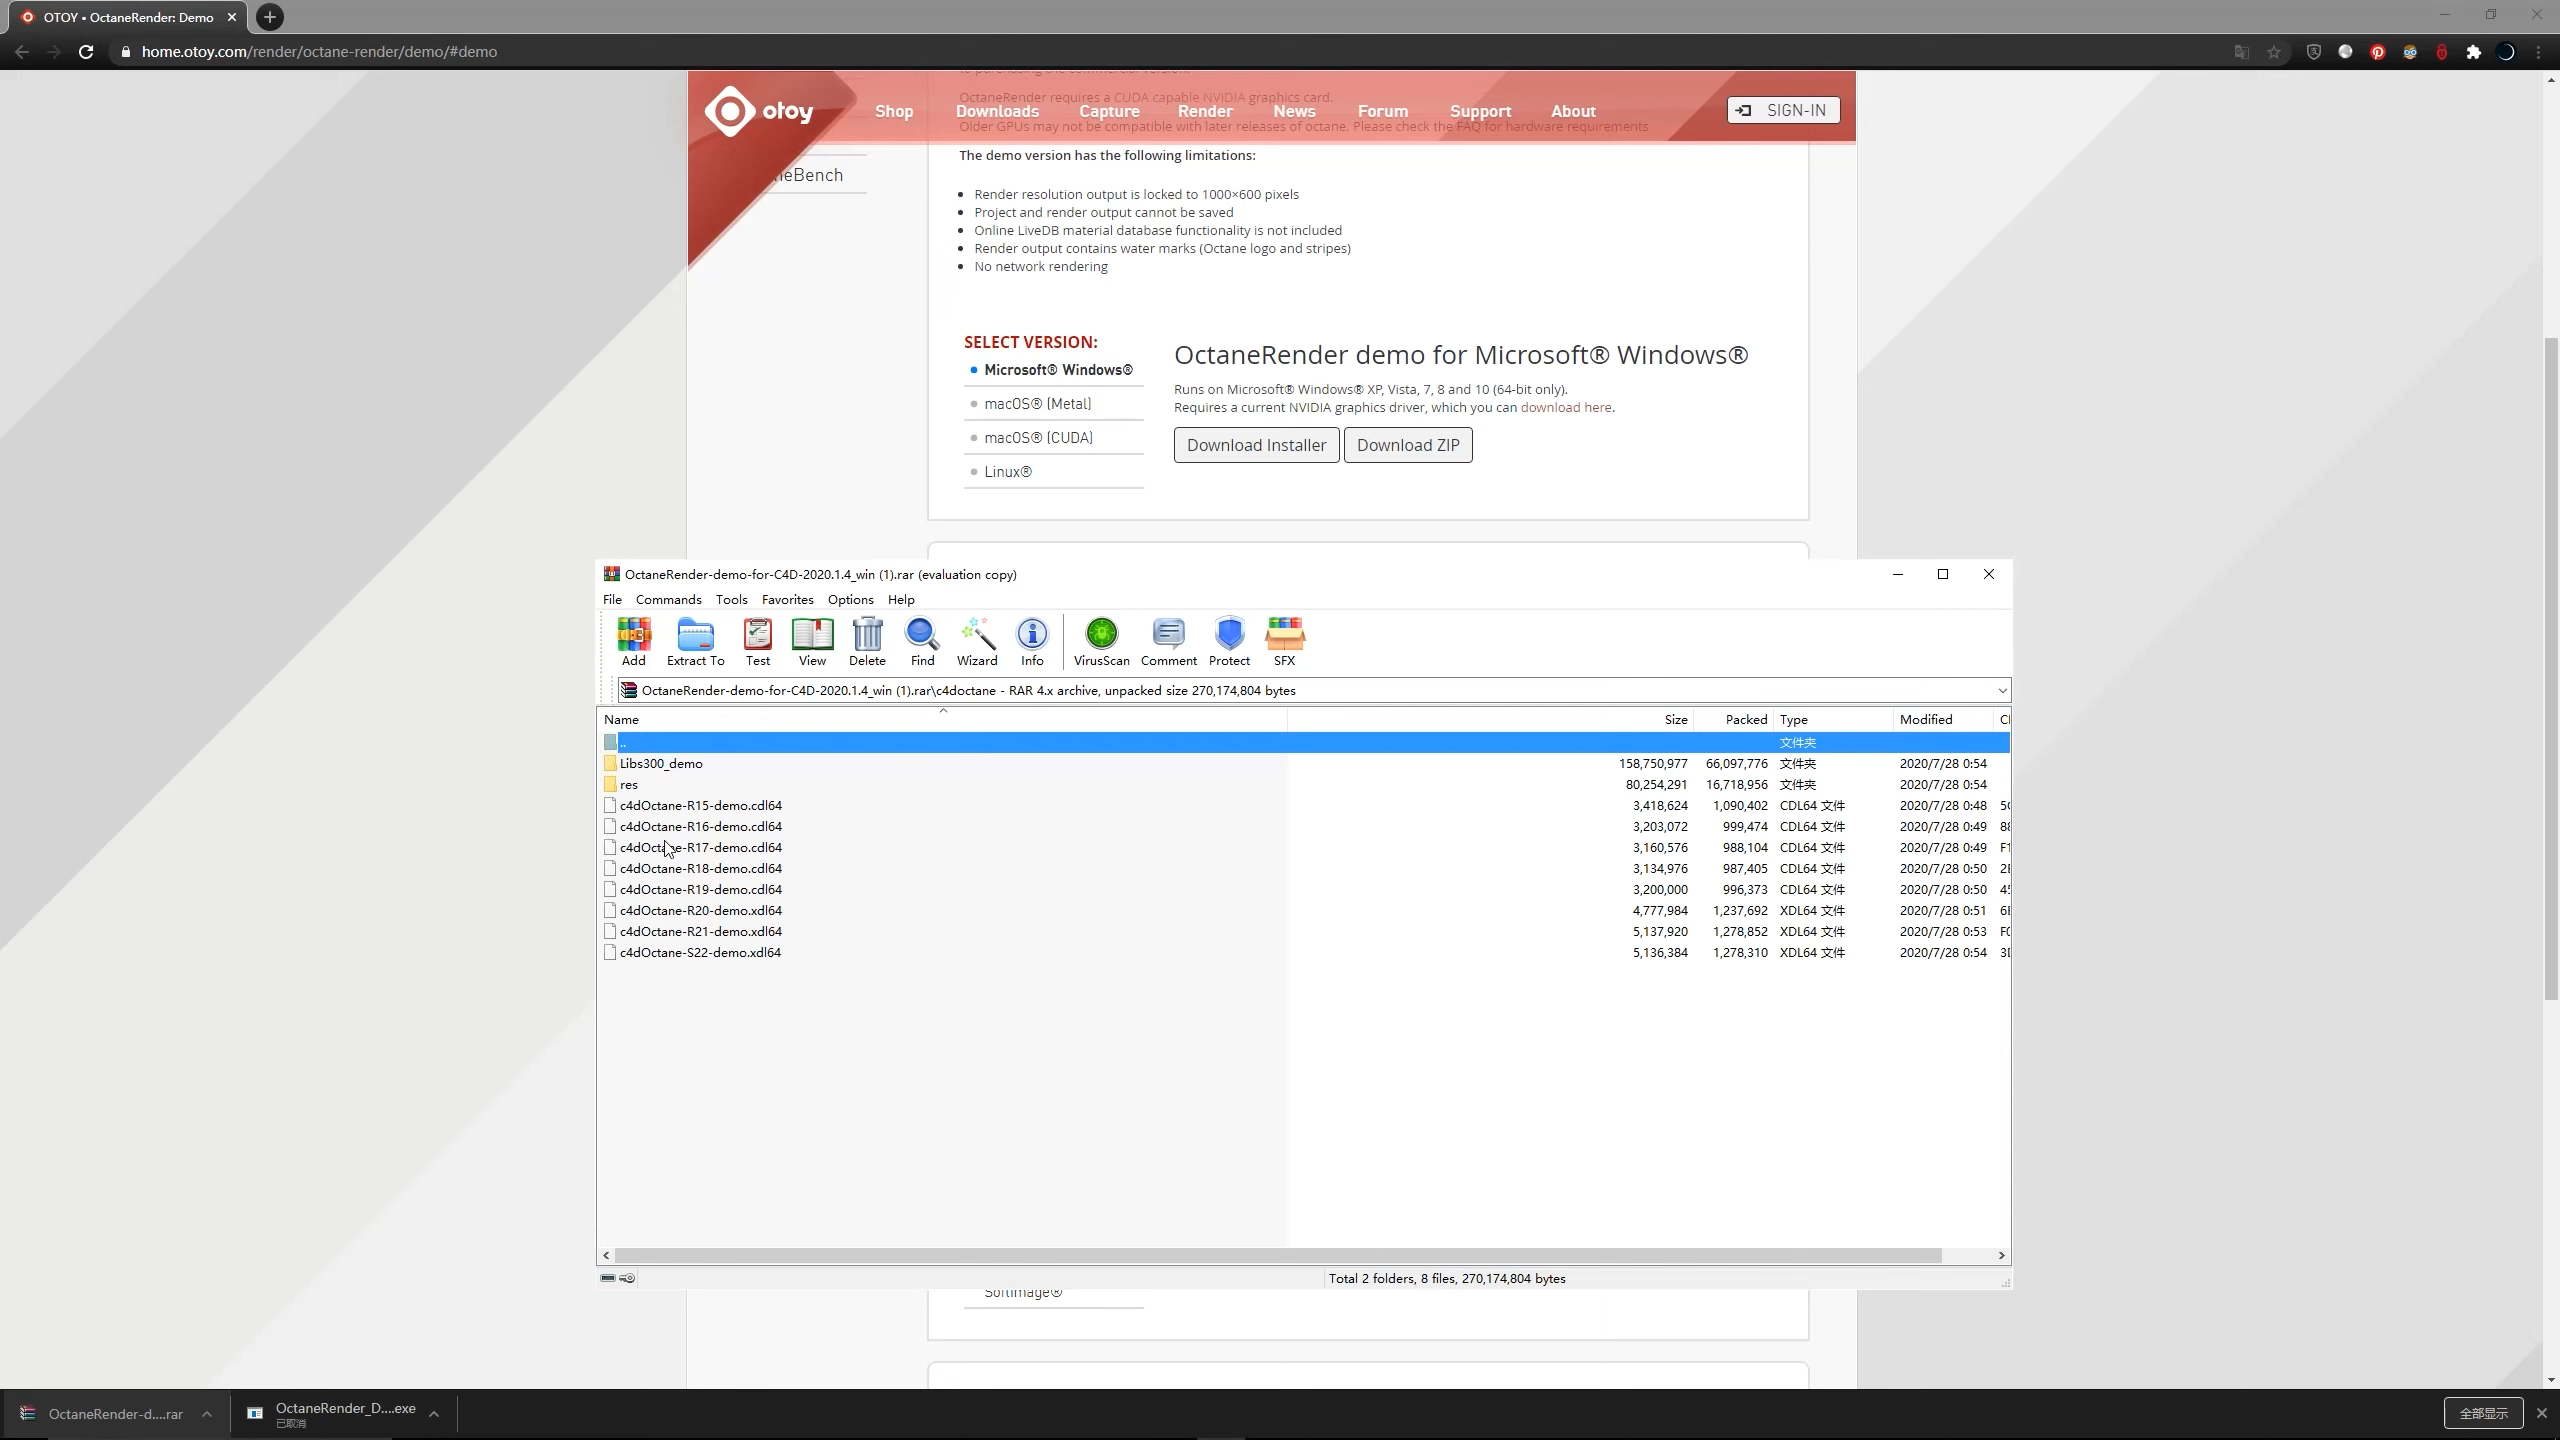 OTOY • OctaneRender: Demo
home.otoy.com/render/octane-render/demo/#demo
OctaneRender requires a CUDA capable NVIDIA graphics card.
otoy
Shop Downloads Capture Render News Forum Support About
SIGN-IN
Older GPUs may not be compatible with later releases of octane. Please check the FAQ for hardware requirements
The demo version has the following limitations:
neBench
• Render resolution output is locked to 1000×600 pixels
• Project and render output cannot be saved
• Online LiveDB material database functionality is not included
• Render output contains water marks (Octane logo and stripes)
• No network rendering
SELECT VERSION:
Microsoft® Windows®
macOS® (Metal)
macOS® (CUDA)
Linux®
OctaneRender demo for Microsoft® Windows®
Runs on Microsoft® Windows® XP, Vista, 7, 8 and 10 (64-bit only).
Requires a current NVIDIA graphics driver, which you can download here.
Download Installer Download ZIP
OctaneRender-demo-for-C4D-2020.1.4_win (1).rar (evaluation copy)
File Commands Tools Favorites Options Help
Add Extract To Test View Delete Find Wizard Info VirusScan Comment Protect SFX
OctaneRender-demo-for-C4D-2020.1.4_win (1).rar\c4doctane - RAR 4.x archive, unpacked size 270,174,804 bytes
Name Size Packed Type Modified
.. 文件夹
Libs300_demo 158,750,977 66,097,776 文件夹 2020/7/28 0:54
res 80,254,291 16,718,956 文件夹 2020/7/28 0:54
c4dOctane-R15-demo.cdl64 3,418,624 1,090,402 CDL64 文件 2020/7/28 0:48
c4dOctane-R16-demo.cdl64 3,203,072 999,474 CDL64 文件 2020/7/28 0:49
c4dOctane-R17-demo.cdl64 3,160,576 988,104 CDL64 文件 2020/7/28 0:49
c4dOctane-R18-demo.cdl64 3,134,976 987,405 CDL64 文件 2020/7/28 0:50
c4dOctane-R19-demo.cdl64 3,200,000 996,373 CDL64 文件 2020/7/28 0:50
c4dOctane-R20-demo.xdl64 4,777,984 1,237,692 XDL64 文件 2020/7/28 0:51
c4dOctane-R21-demo.xdl64 5,137,920 1,278,852 XDL64 文件 2020/7/28 0:53
c4dOctane-S22-demo.xdl64 5,136,384 1,278,310 XDL64 文件 2020/7/28 0:54
Total 2 folders, 8 files, 270,174,804 bytes
Softimage®
OctaneRender-d....rar
OctaneRender_D....exe
已取消
全部显示